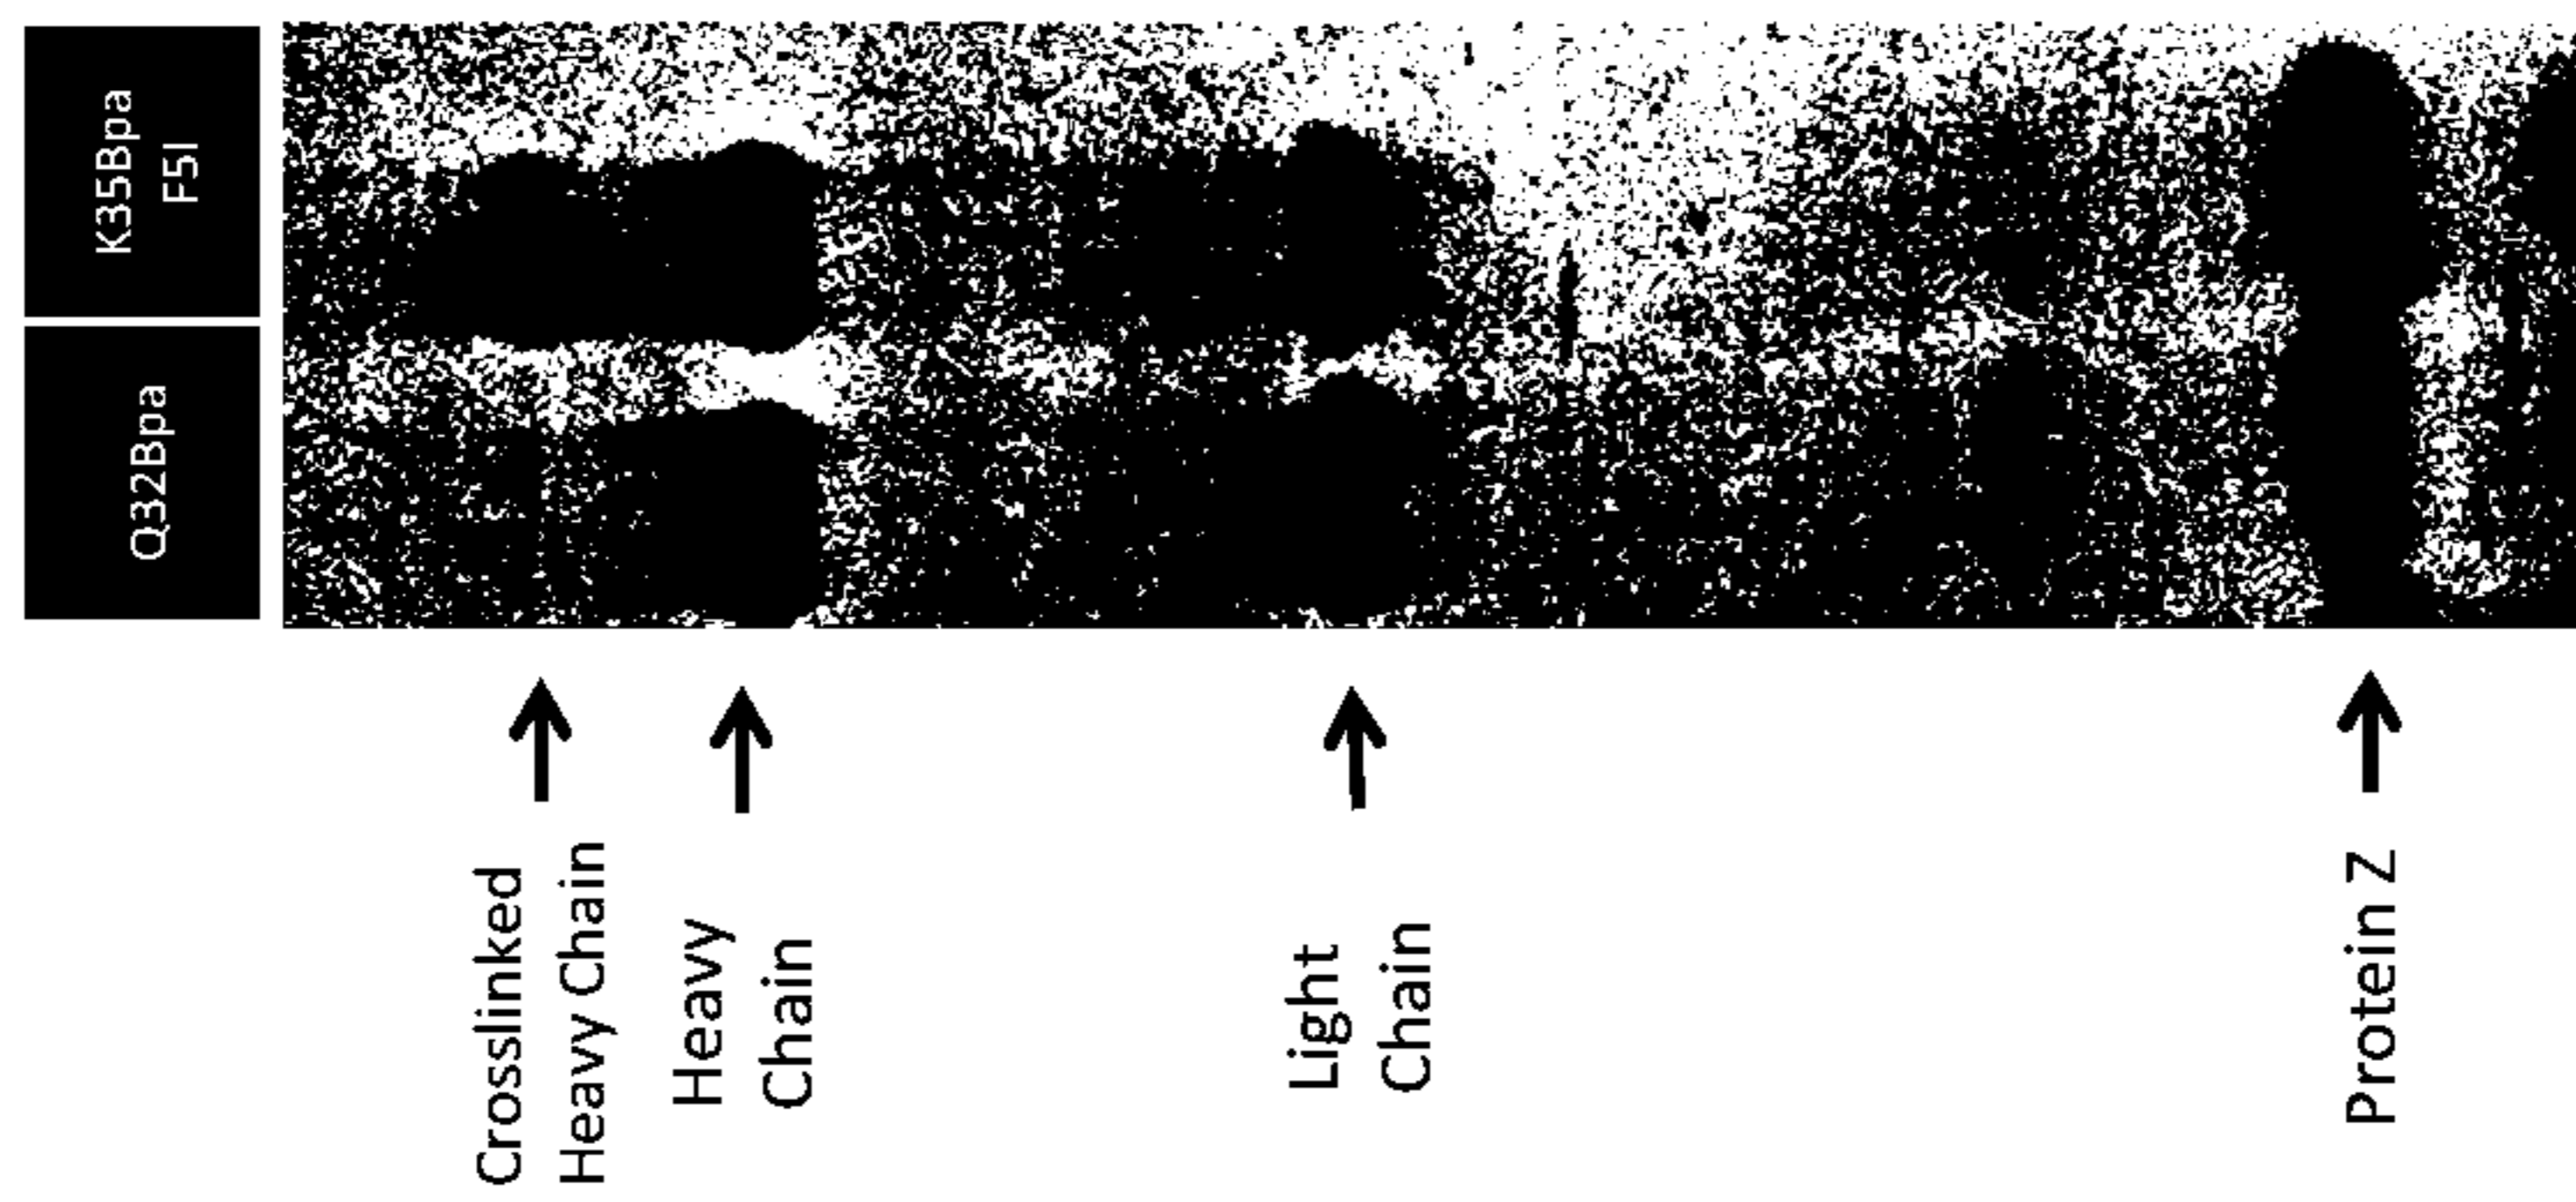 K35Bpa
F5I
Q32Bpa
Crosslinked
Heavy Chain
Heavy
Chain
Light
Chain
Protein Z